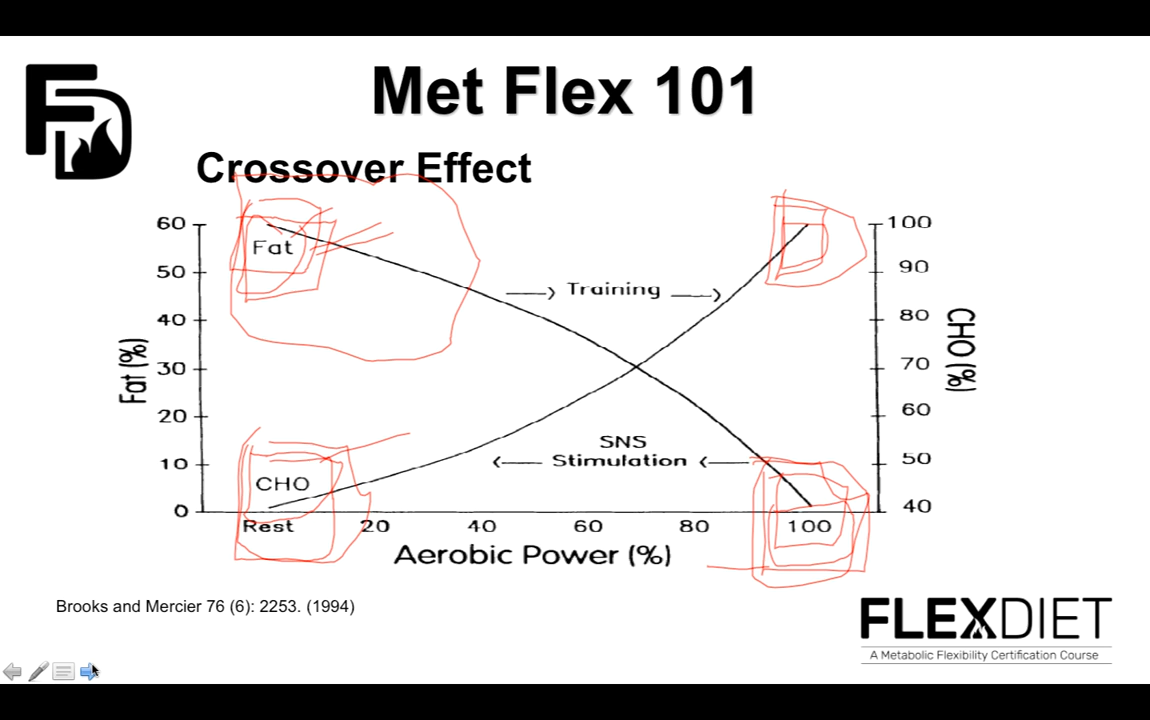 Met Flex 101
FD
Crossover Effect
60
50
40
30
20
10
0
Fat (%)
Fat
CHO
Training
SNS
Stimulation
100
90
80
70
60
50
40
CHO (%)
Rest 20 40 60 80 100
Aerobic Power (%)
Brooks and Mercier 76 (6): 2253. (1994)
FLEXDIET
A Metabolic Flexibility Certification Course